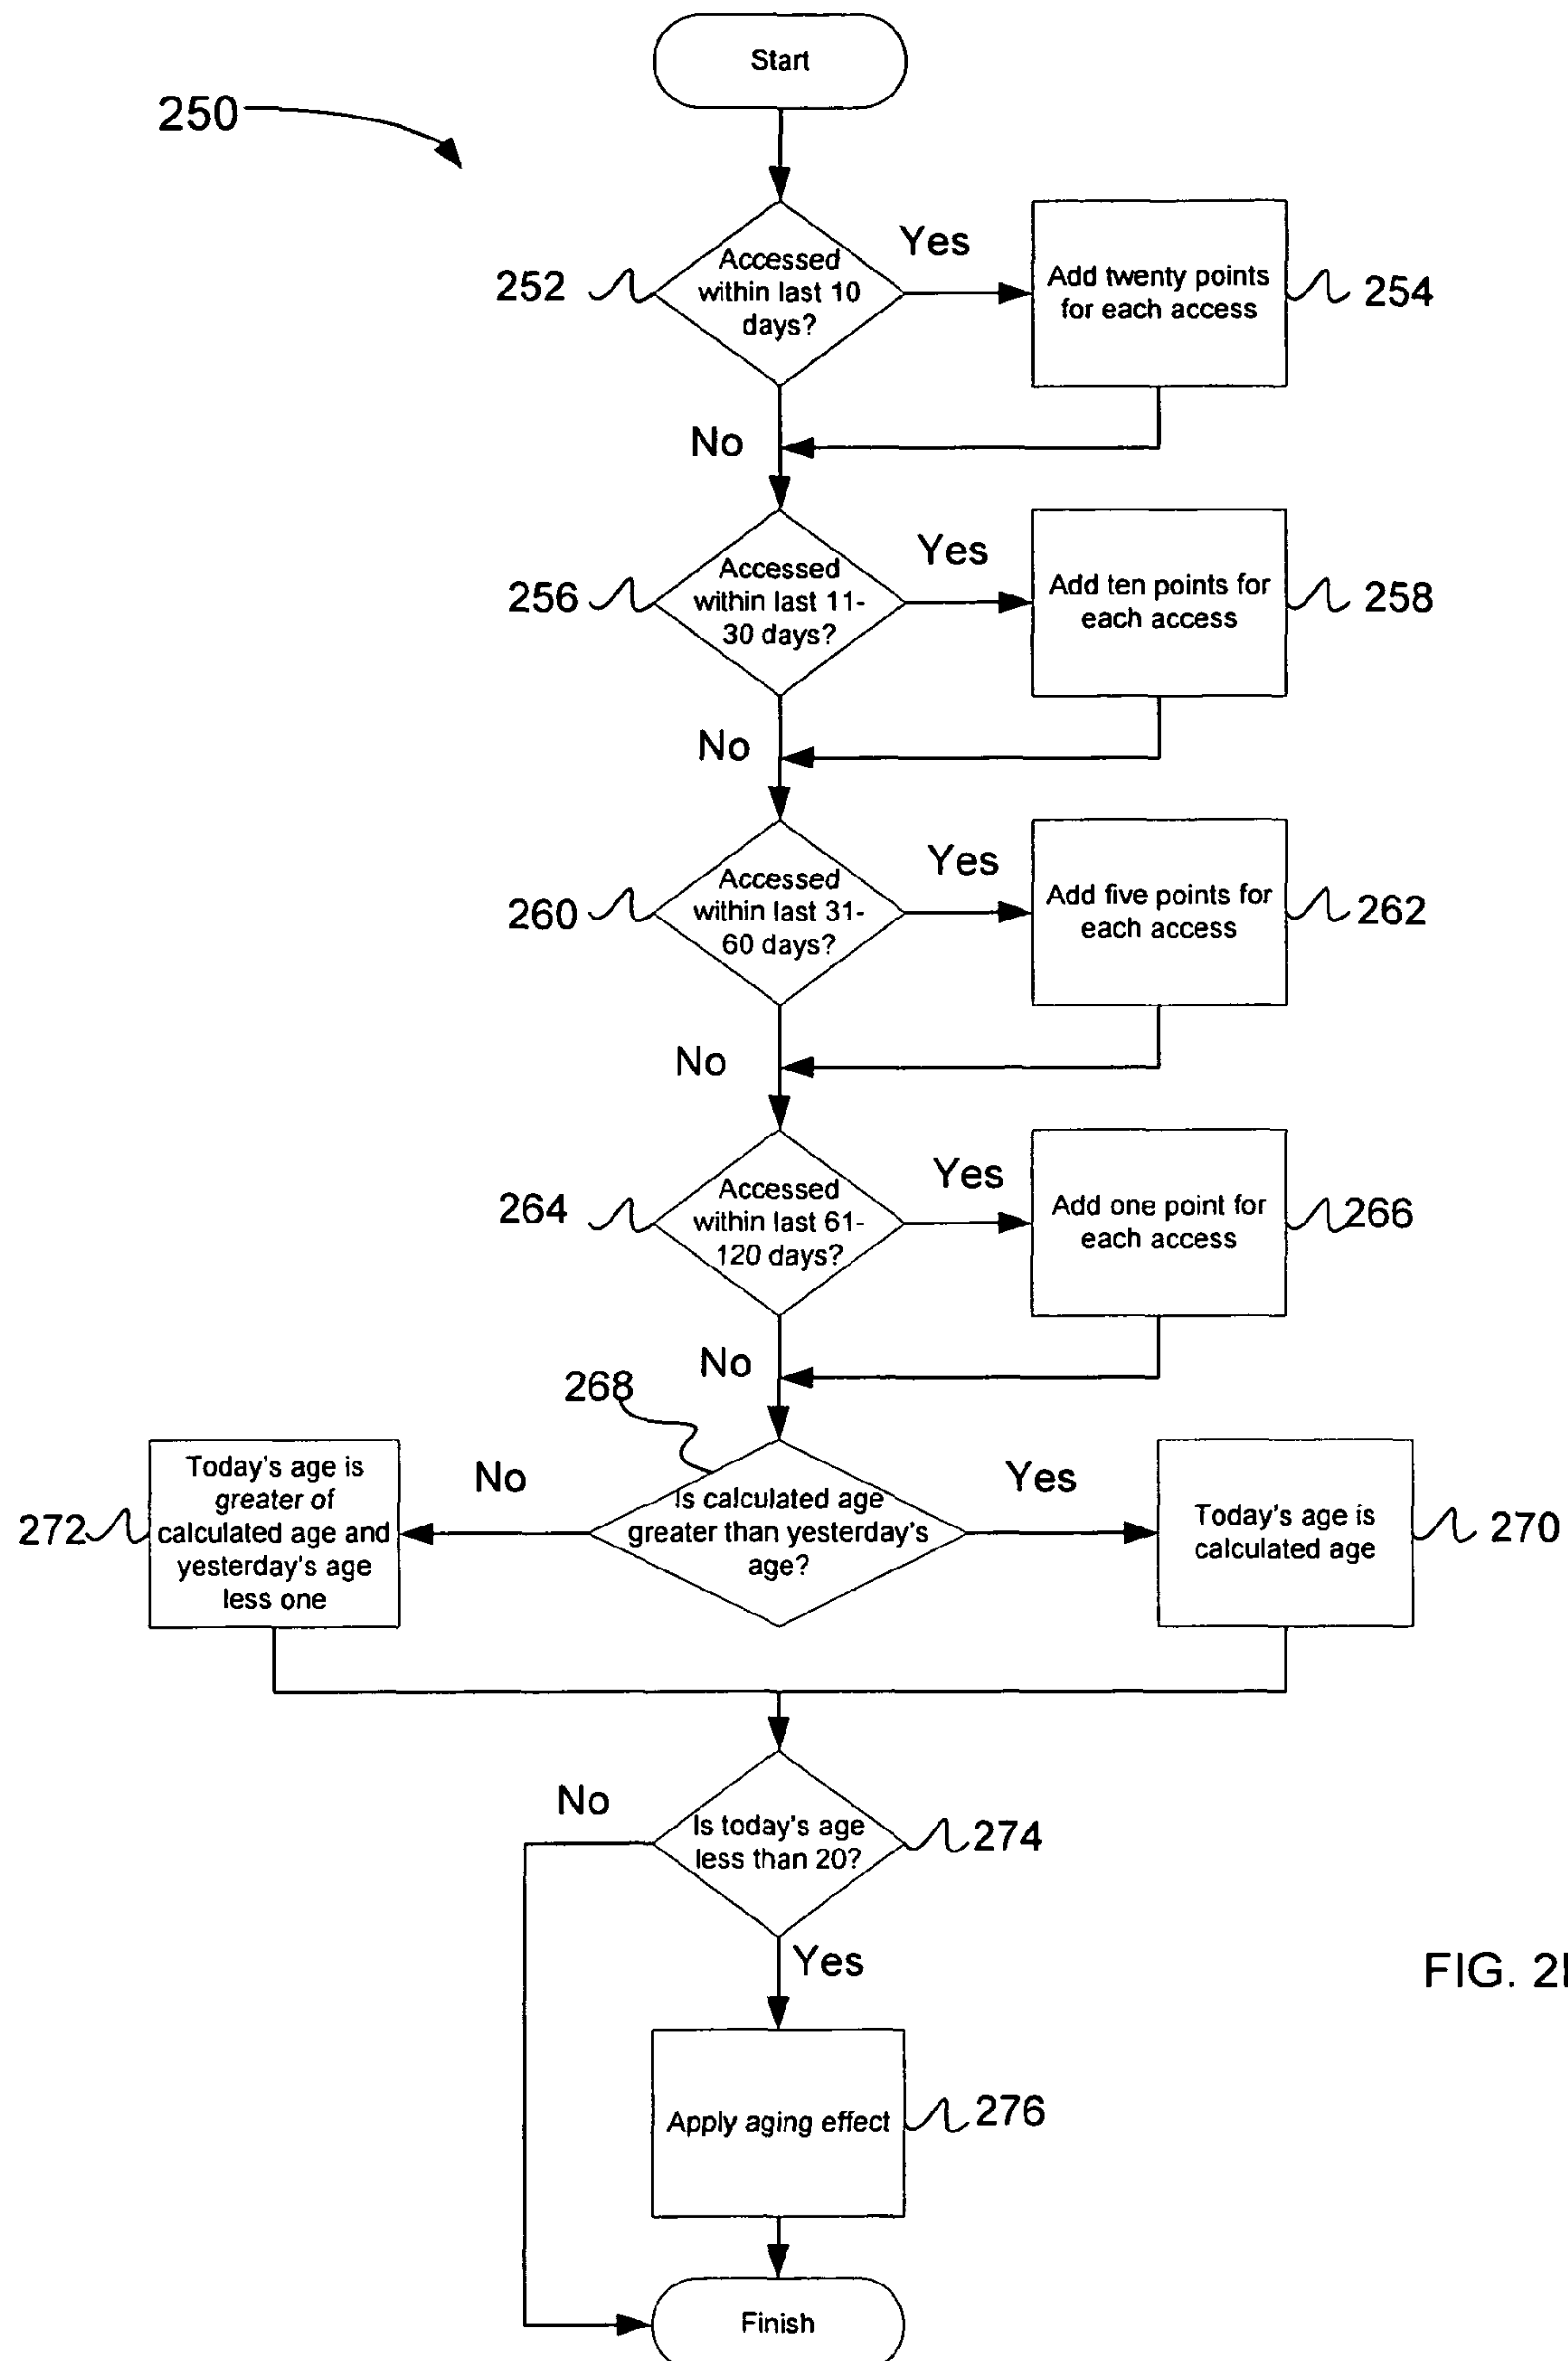 Start
250
Accessed
within last 10
days?
252
Yes
Add twenty points
for each access
254
No
Accessed
within last 11-
30 days?
256
Yes
Add ten points for
each access
258
No
Accessed
within last 31-
60 days?
260
Yes
Add five points for
each access
262
No
Accessed
within last 61-
120 days?
264
Yes
Add one point for
each access
266
No
268
Is calculated age
greater than yesterday's
age?
No
Today's age is
greater of
calculated age and
yesterday's age
less one
272
Yes
Today's age is
calculated age
270
No
Is today's age
less than 20?
274
Yes
Apply aging effect
276
FIG.
Finish